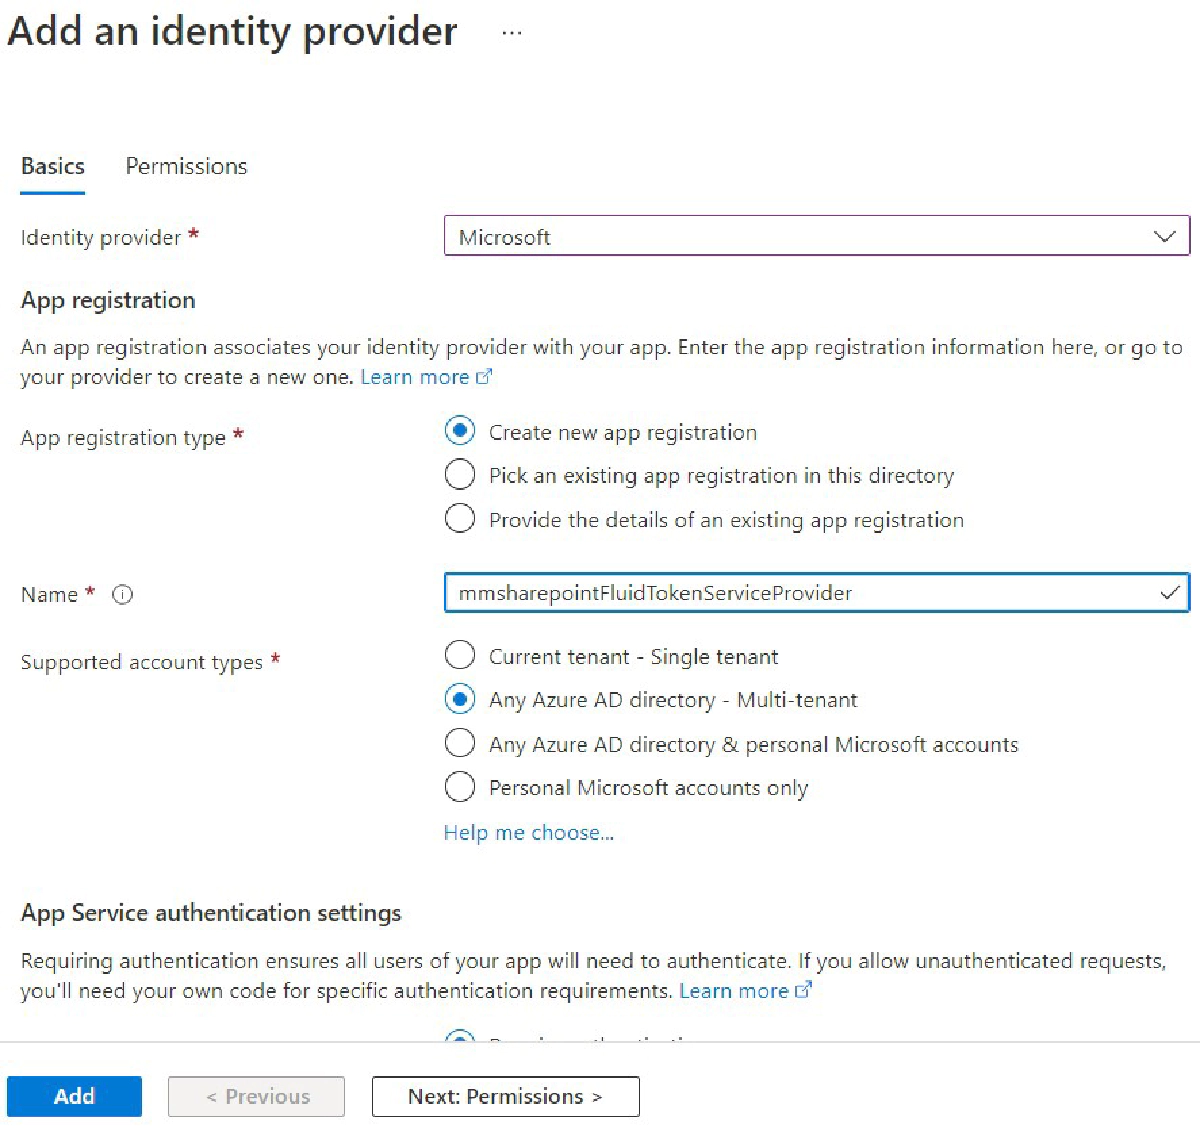 Add an identity provider ...
Basics Permissions
Identity provider * Microsoft
App registration
An app registration associates your identity provider with your app. Enter the app registration information here, or go to
your provider to create a new one. Learn more
App registration type * Create new app registration
Pick an existing app registration in this directory
Provide the details of an existing app registration
Name * mmsharepointFluidTokenServiceProvider
Supported account types * Current tenant - Single tenant
Any Azure AD directory - Multi-tenant
Any Azure AD directory & personal Microsoft accounts
Personal Microsoft accounts only
Help me choose...
App Service authentication settings
Requiring authentication ensures all users of your app will need to authenticate. If you allow unauthenticated requests,
you'll need your own code for specific authentication requirements. Learn more
Add < Previous Next: Permissions >